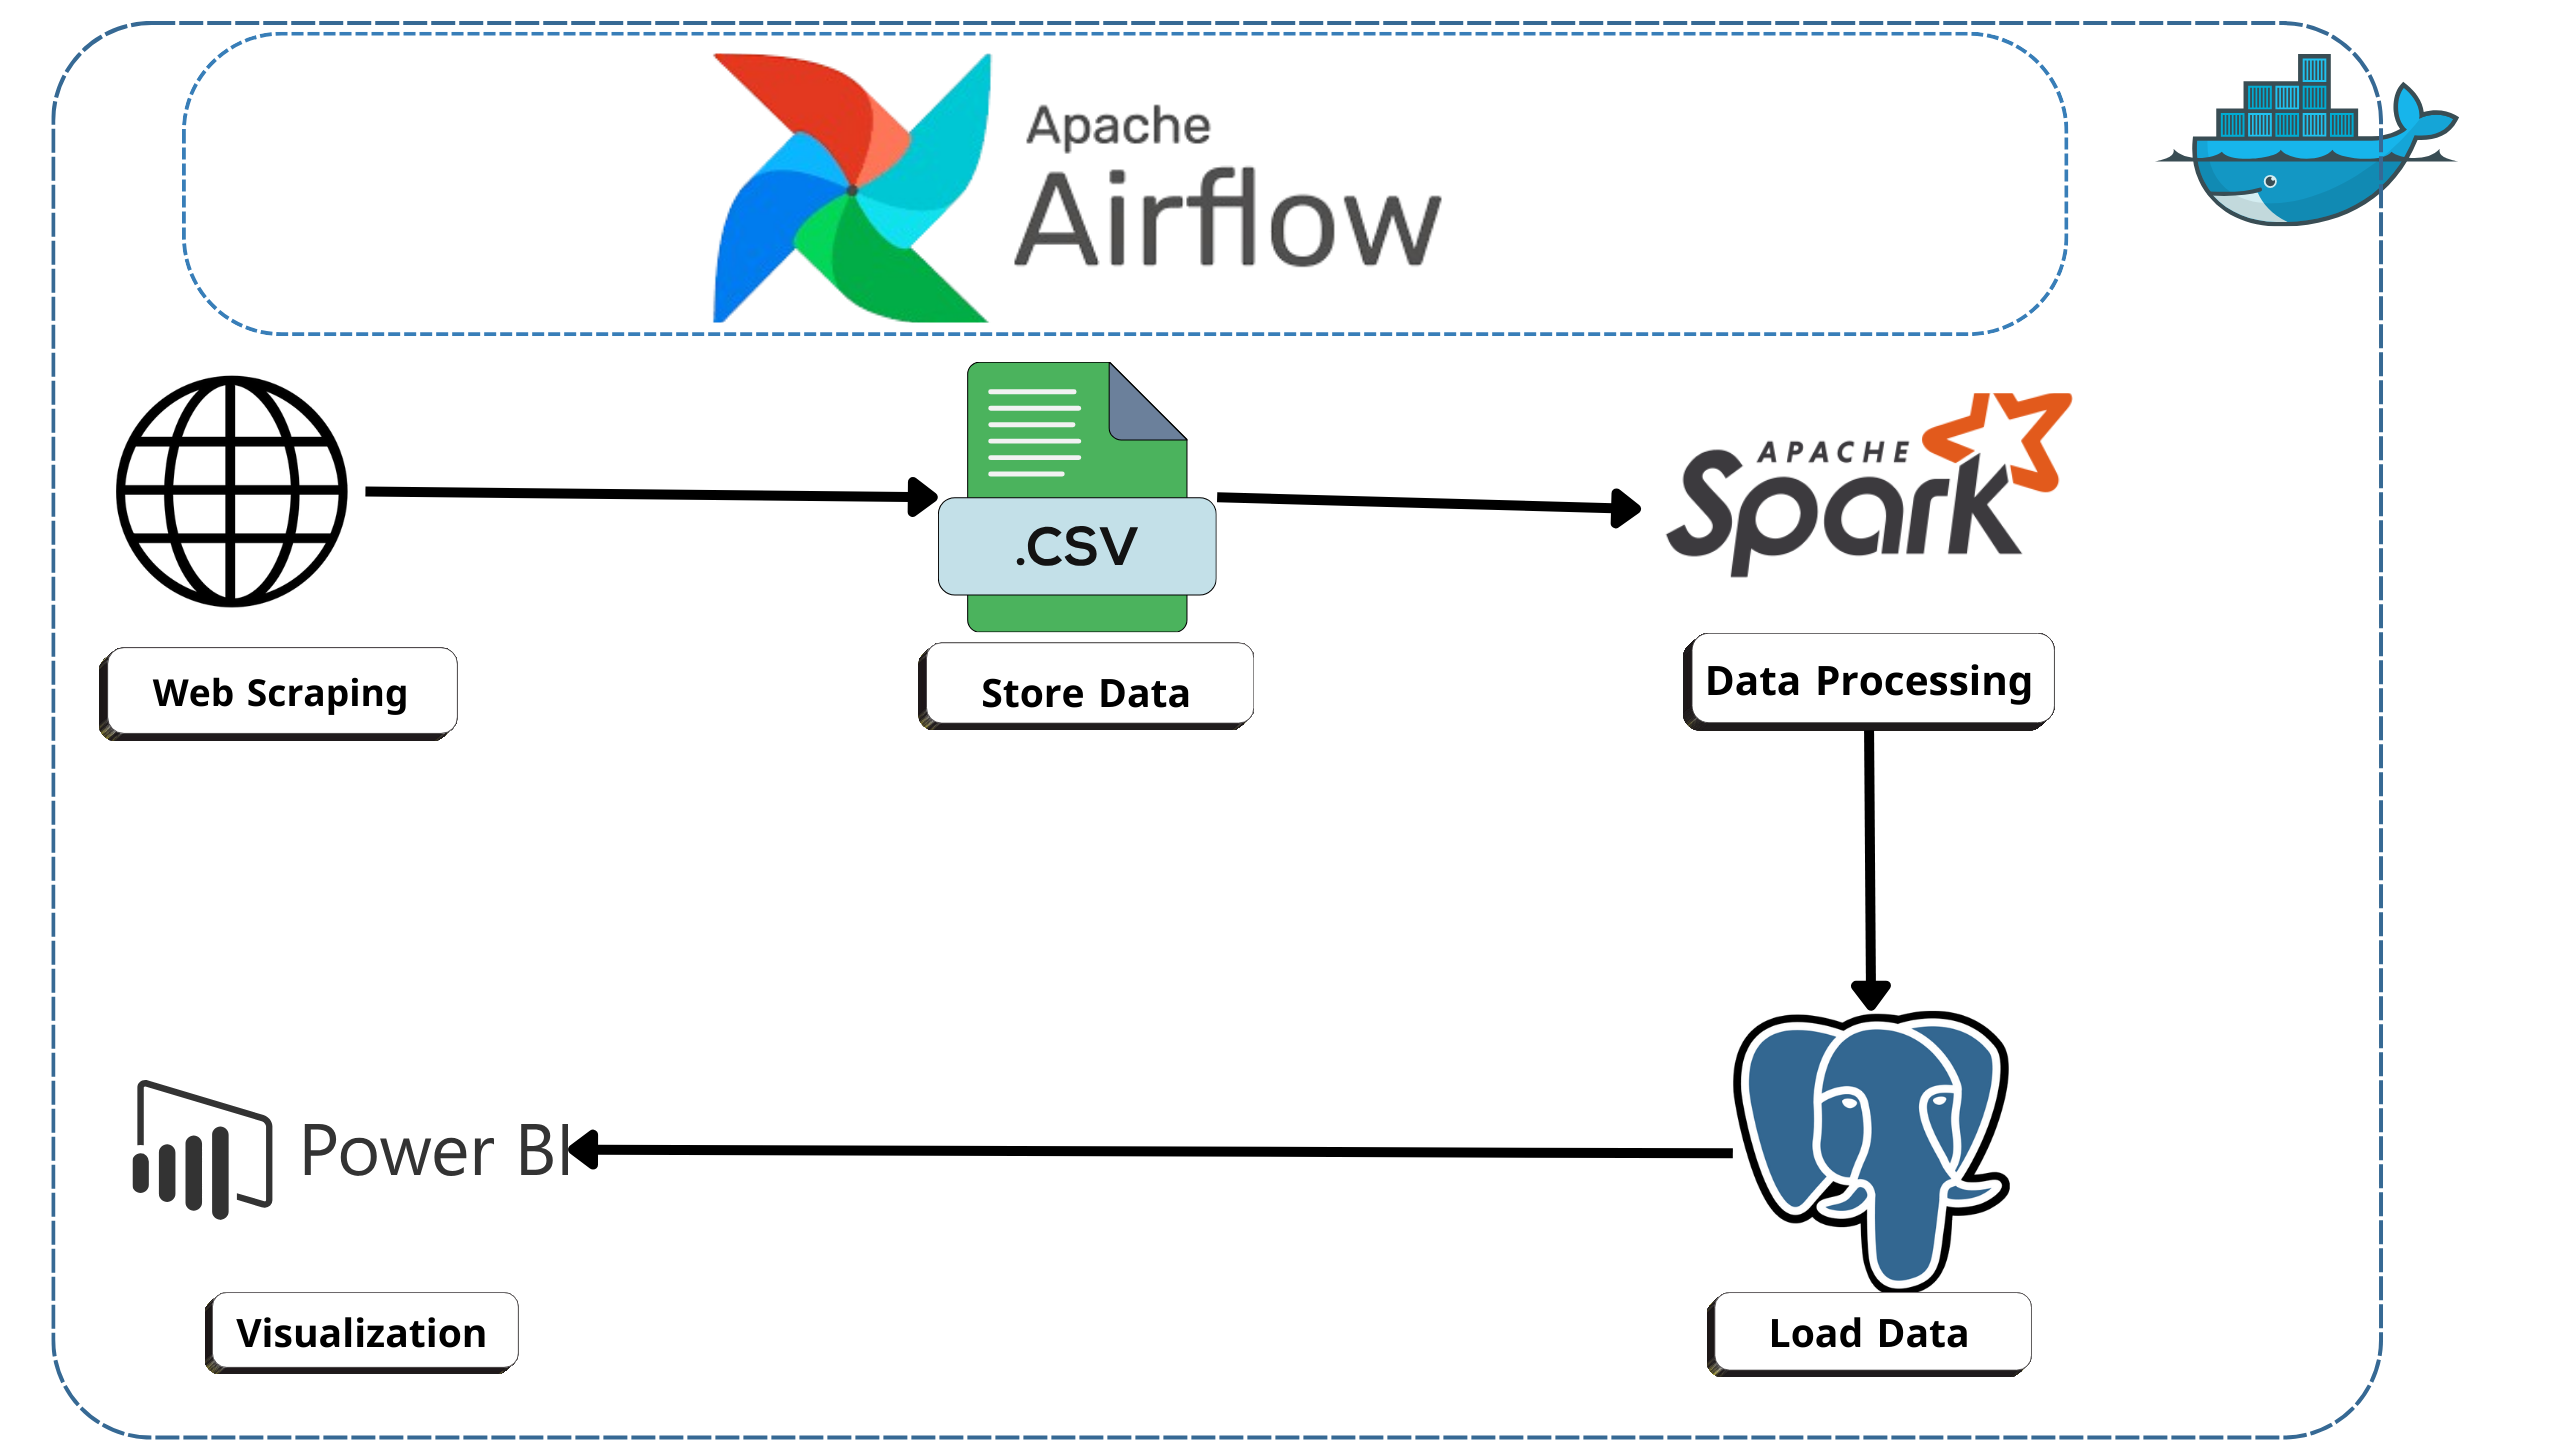 Apache
Airflow
.CSV
APACHE
Spark
Web Scraping
Store Data
Data Processing
Power BI
Visualization
Load Data